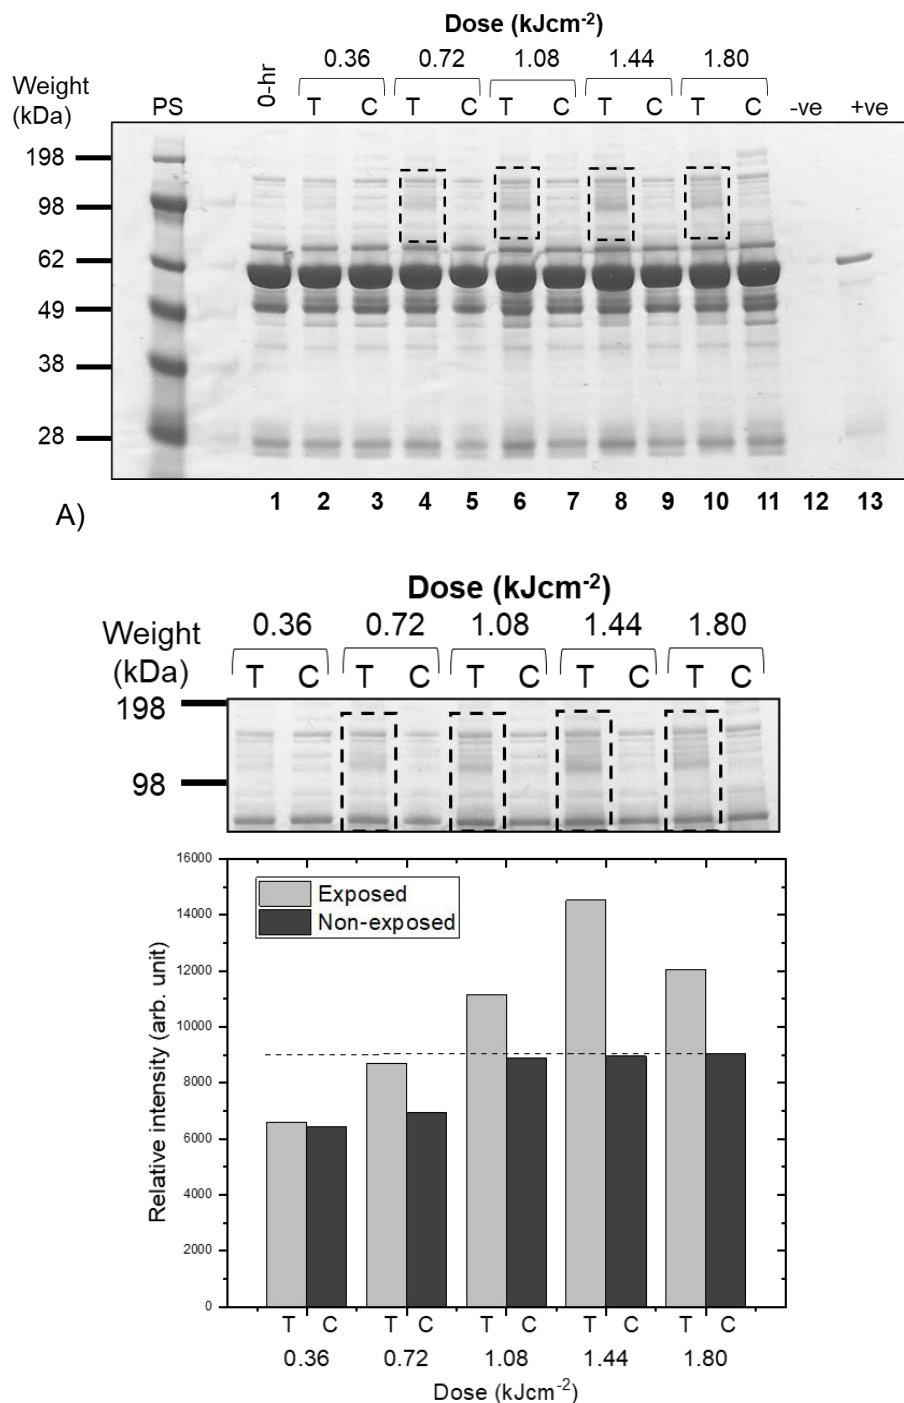 Dose (kJcm-2)
0.36 0.72 1.08 1.44 1.80
Weight (kDa) PS 0-hr T C T C T C T C T C -ve +ve
198
98
62
49
38
28
1 2 3 4 5 6 7 8 9 10 11 12 13
A)
Dose (kJcm-2)
0.36 0.72 1.08 1.44 1.80
Weight (kDa) T C T C T C T C T C
198
98
16000
Exposed
14000
Non-exposed
12000
10000
8000
6000
4000
2000
0
Relative intensity (arb. unit)
T C T C T C T C T C
0.36 0.72 1.08 1.44 1.80
Dose (kJcm-2)